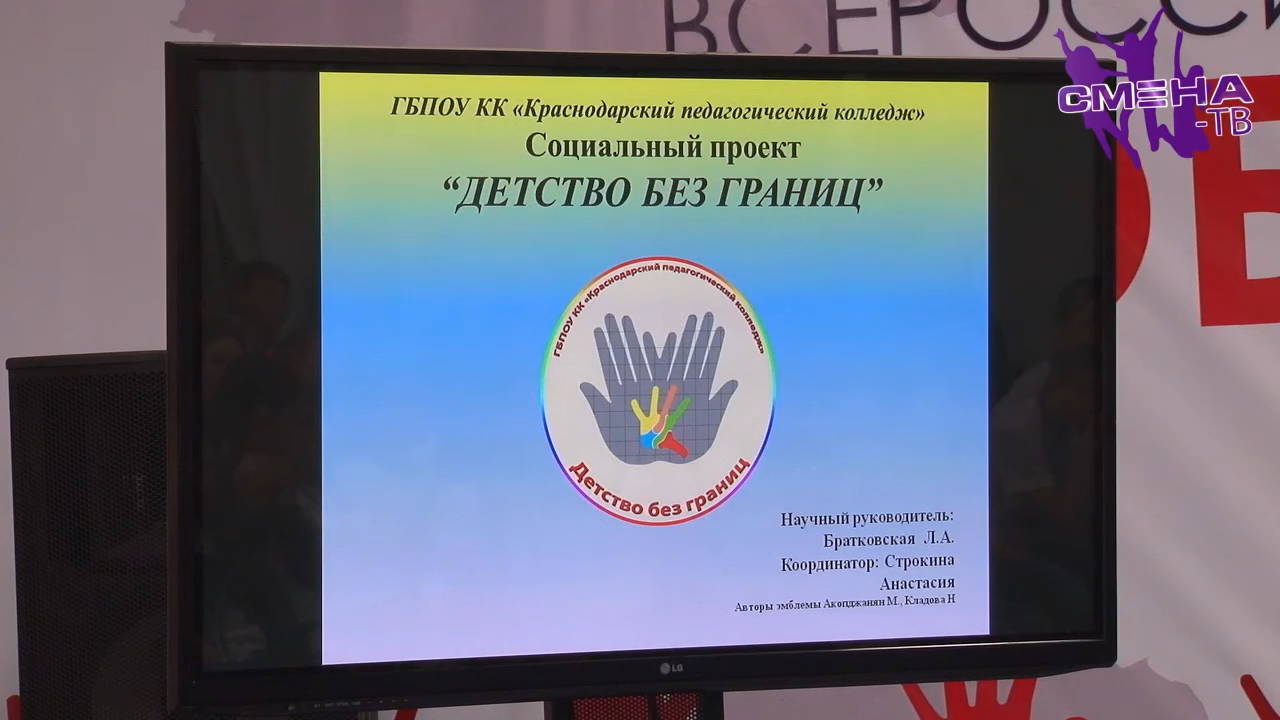 ВСЕРОССИ
СМЕНА
-ТВ
ГБПОУ КК «Краснодарский педагогический колледж»
Социальный проект
“ДЕТСТВО БЕЗ ГРАНИЦ”
ГБПОУ КК «Краснодарский педагогический колледж»
Детство без границ
Научный руководитель:
Братковская Л.А.
Координатор: Строкина
Анастасия
Авторы эмблемы Акопджанян М., Кладова Н
LG